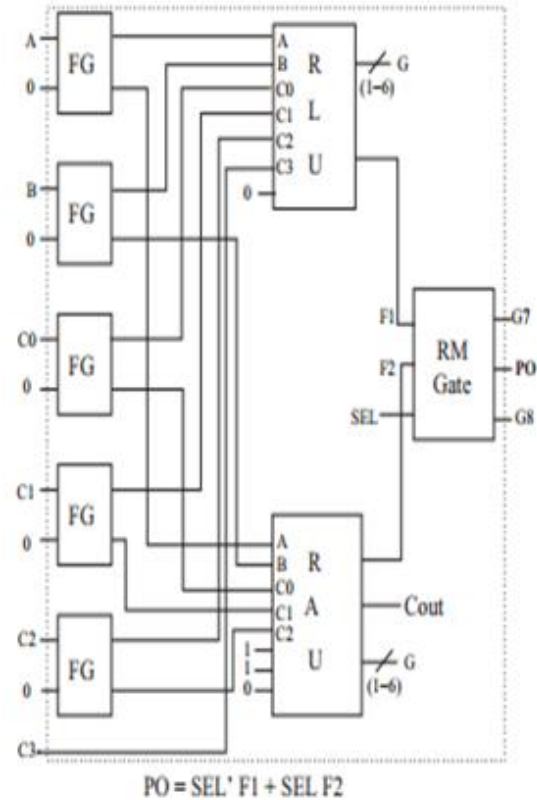 A
0
FG
B
0
FG
C0
0
FG
C1
0
FG
C2
0
FG
C3
A
B
C0
C1
C2
C3
0
R
L
U
G
(1-6)
F1
F2
SEL
RM
Gate
G7
PO
G8
A
B
C0
C1
C2
1
1
0
R
A
U
Cout
G
(1-6)
PO = SEL' F1 + SEL F2